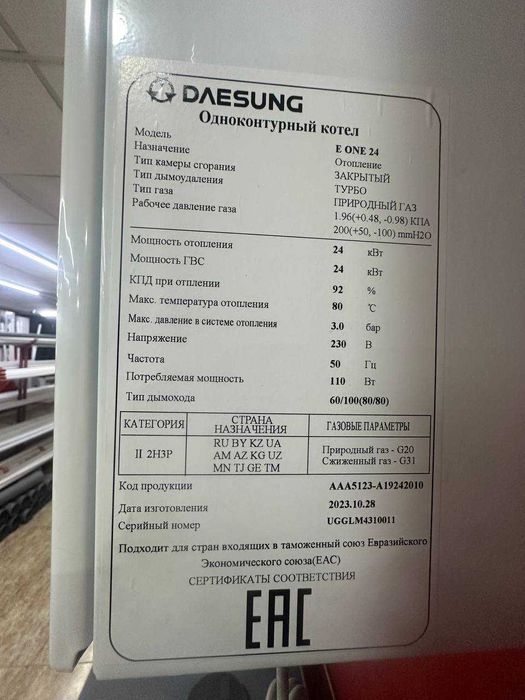 DAESUNG
Одноконтурный котел
Модель E ONE 24
Назначение Отопление
Тип камеры сгорания ЗАКРЫТЫЙ
Тип дымоудаления ТУРБО
Тип газа ПРИРОДНЫЙ ГАЗ
Рабочее давление газа 1.96(+0.48, -0.98) КПА
200(+50, -100) mmH2O
Мощность отопления 24 кВт
Мощность ГВС 24 кВт
КПД при отплении 92 %
Макс. температура отопления 80 °C
Макс. давление в системе отопления 3.0 бар
Напряжение 230 В
Частота 50 Гц
Потребляемая мощность 110 Вт
Тип дымохода 60/100(80/80)
КАТЕГОРИЯ СТРАНА НАЗНАЧЕНИЯ ГАЗОВЫЕ ПАРАМЕТРЫ
II 2H3P RU BY KZ UA Природный газ - G20
AM AZ KG UZ Сжиженный газ - G31
MN TJ GE TM
Код продукции AAA5123-A19242010
Дата изготовления 2023.10.28
Серийный номер UGGLM4310011
Подходит для стран входящих в таможенный союз Евразийского
Экономического союза(ЕАС)
СЕРТИФИКАТЫ СООТВЕТСТВИЯ
EAC